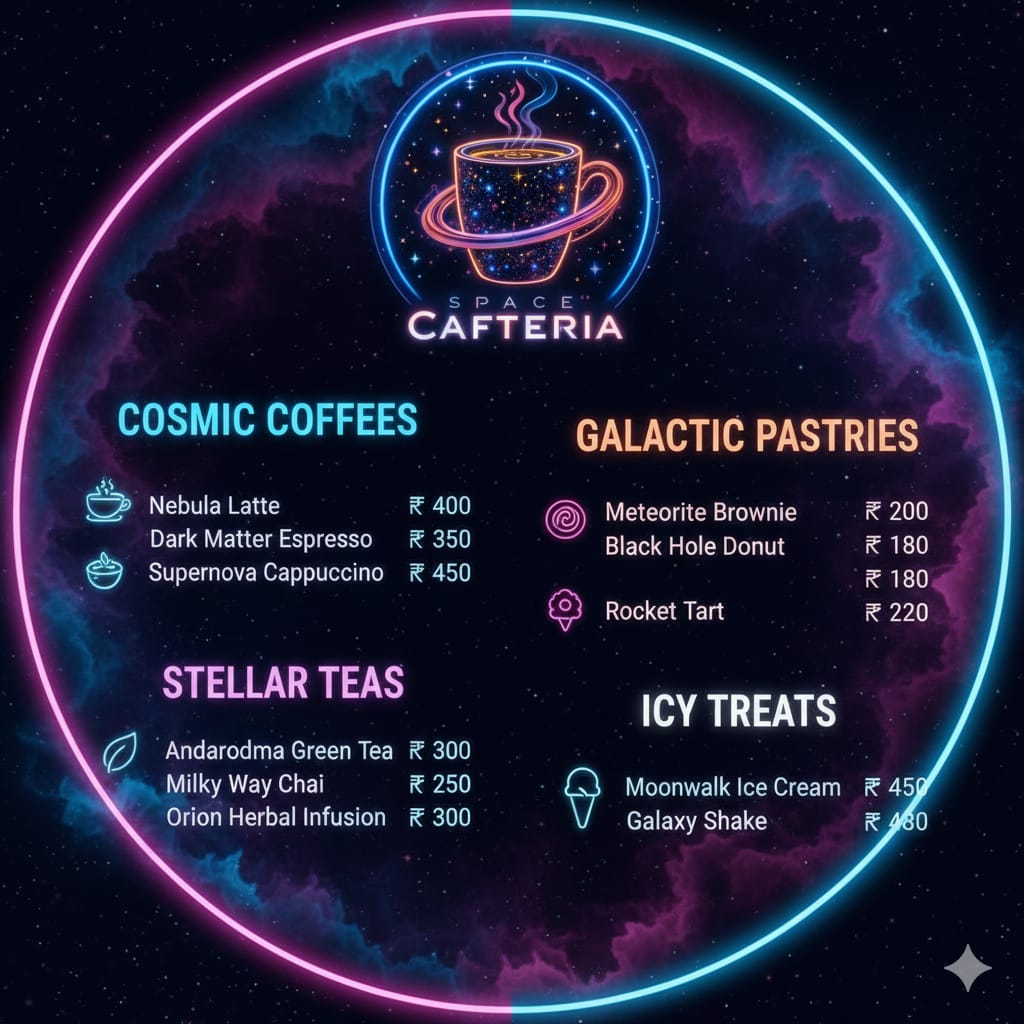 SPACE
CAFTERIA
COSMIC COFFEES
Nebula Latte ₹ 400
Dark Matter Espresso ₹ 350
Supernova Cappuccino ₹ 450
STELLAR TEAS
Andarodma Green Tea ₹ 300
Milky Way Chai ₹ 250
Orion Herbal Infusion ₹ 300
GALACTIC PASTRIES
Meteorite Brownie ₹ 200
Black Hole Donut ₹ 180
₹ 180
Rocket Tart ₹ 220
ICY TREATS
Moonwalk Ice Cream ₹ 450
Galaxy Shake ₹ 480